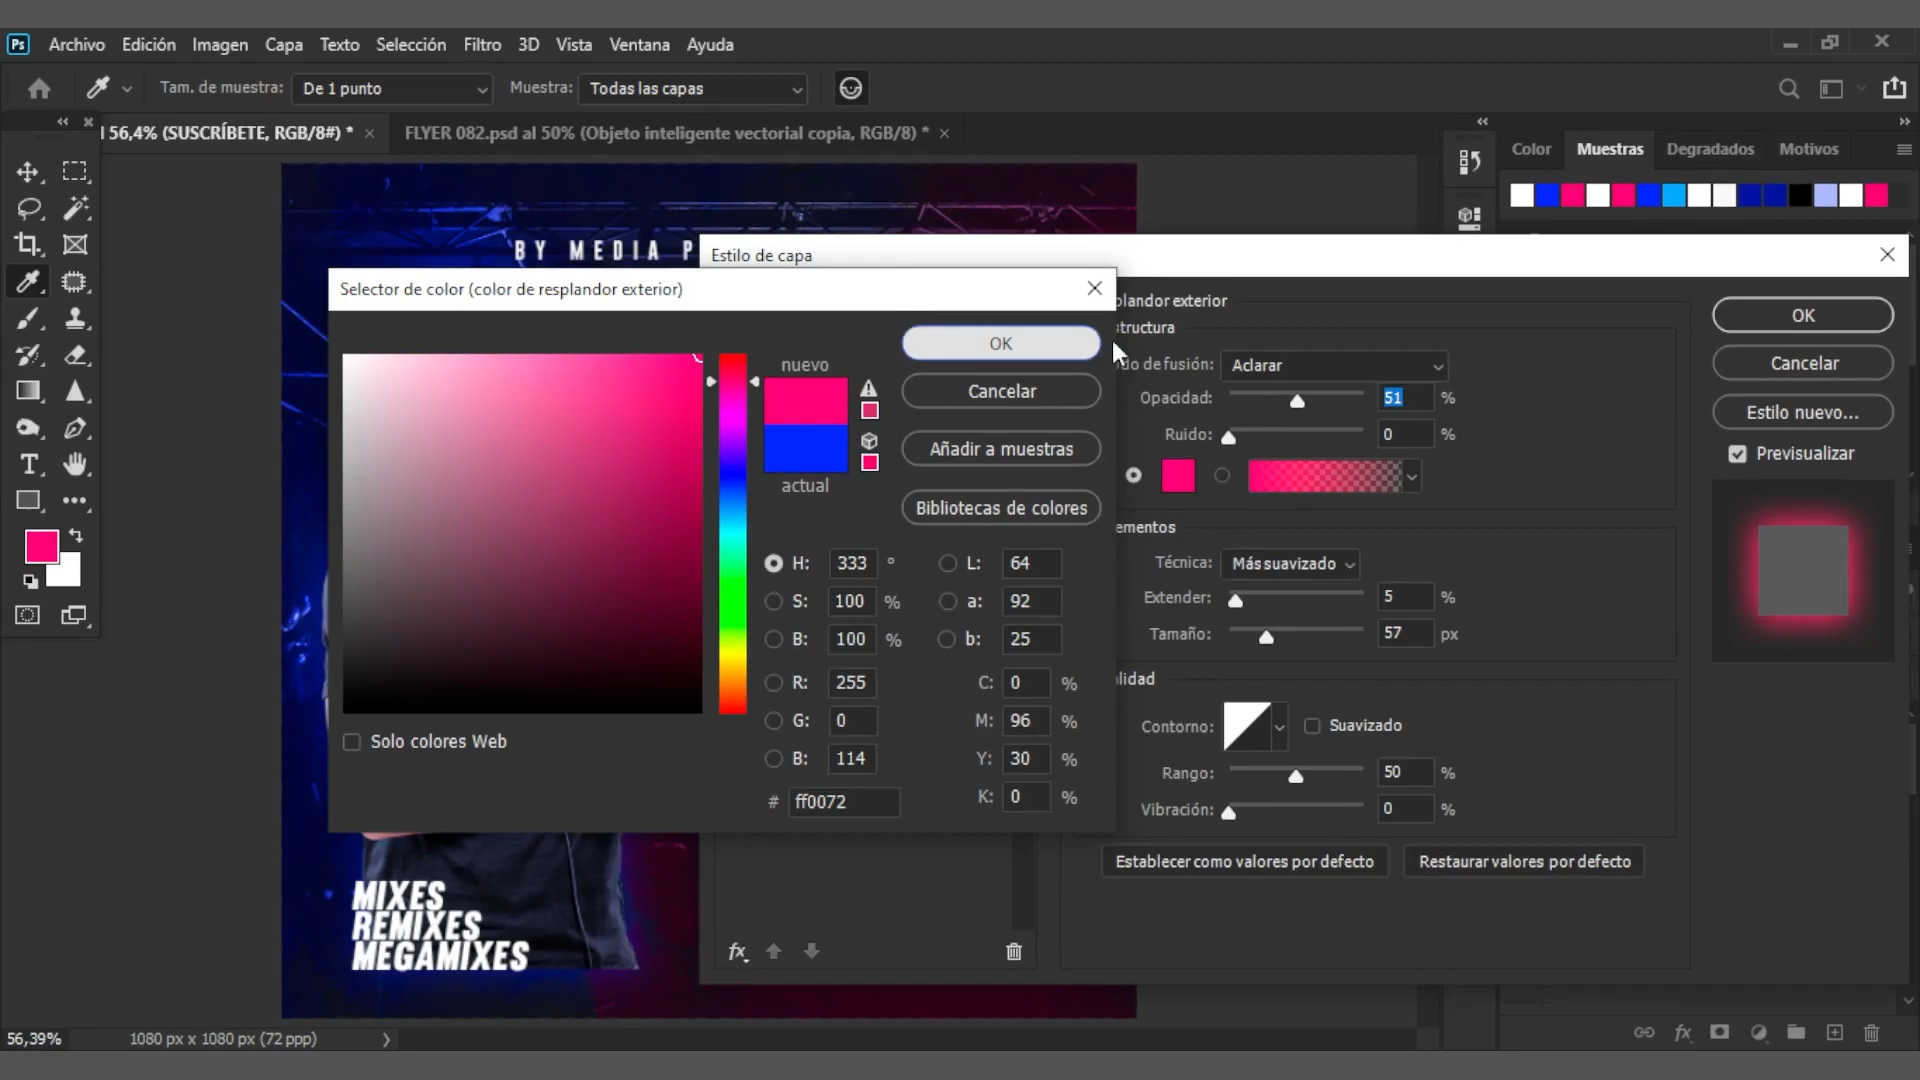 Ps Archivo Edición Imagen Capa Texto Selección Filtro 3D Vista Ventana Ayuda
Tam. de muestra: De 1 punto Muestra: Todas las capas
l 56,4% (SUSCRÍBETE, RGB/8#) * FLYER 082.psd al 50% (Objeto inteligente vectorial copia, RGB/8) *
Color Muestras Degradados Motivos
BY MEDIA P
Estilo de capa
Selector de color (color de resplandor exterior)
nuevo
actual
OK
Cancelar
Añadir a muestras
Bibliotecas de colores
H: 333 °
S: 100 %
B: 100 %
R: 255
G: 0
B: 114
# ff0072
L: 64
a: 92
b: 25
C: 0 %
M: 96 %
Y: 30 %
K: 0 %
Solo colores Web
plandor exterior
tructura
do de fusión: Aclarar
Opacidad: 51 %
Ruido: 0 %
ementos
Técnica: Más suavizado
Extender: 5 %
Tamaño: 57 px
lidad
Contorno: Suavizado
Rango: 50 %
Vibración: 0 %
Establecer como valores por defecto Restaurar valores por defecto
OK
Cancelar
Estilo nuevo...
Previsualizar
T
fx
MIXES
REMIXES
MEGAMIXES
56,39% 1080 px x 1080 px (72 ppp)
fx